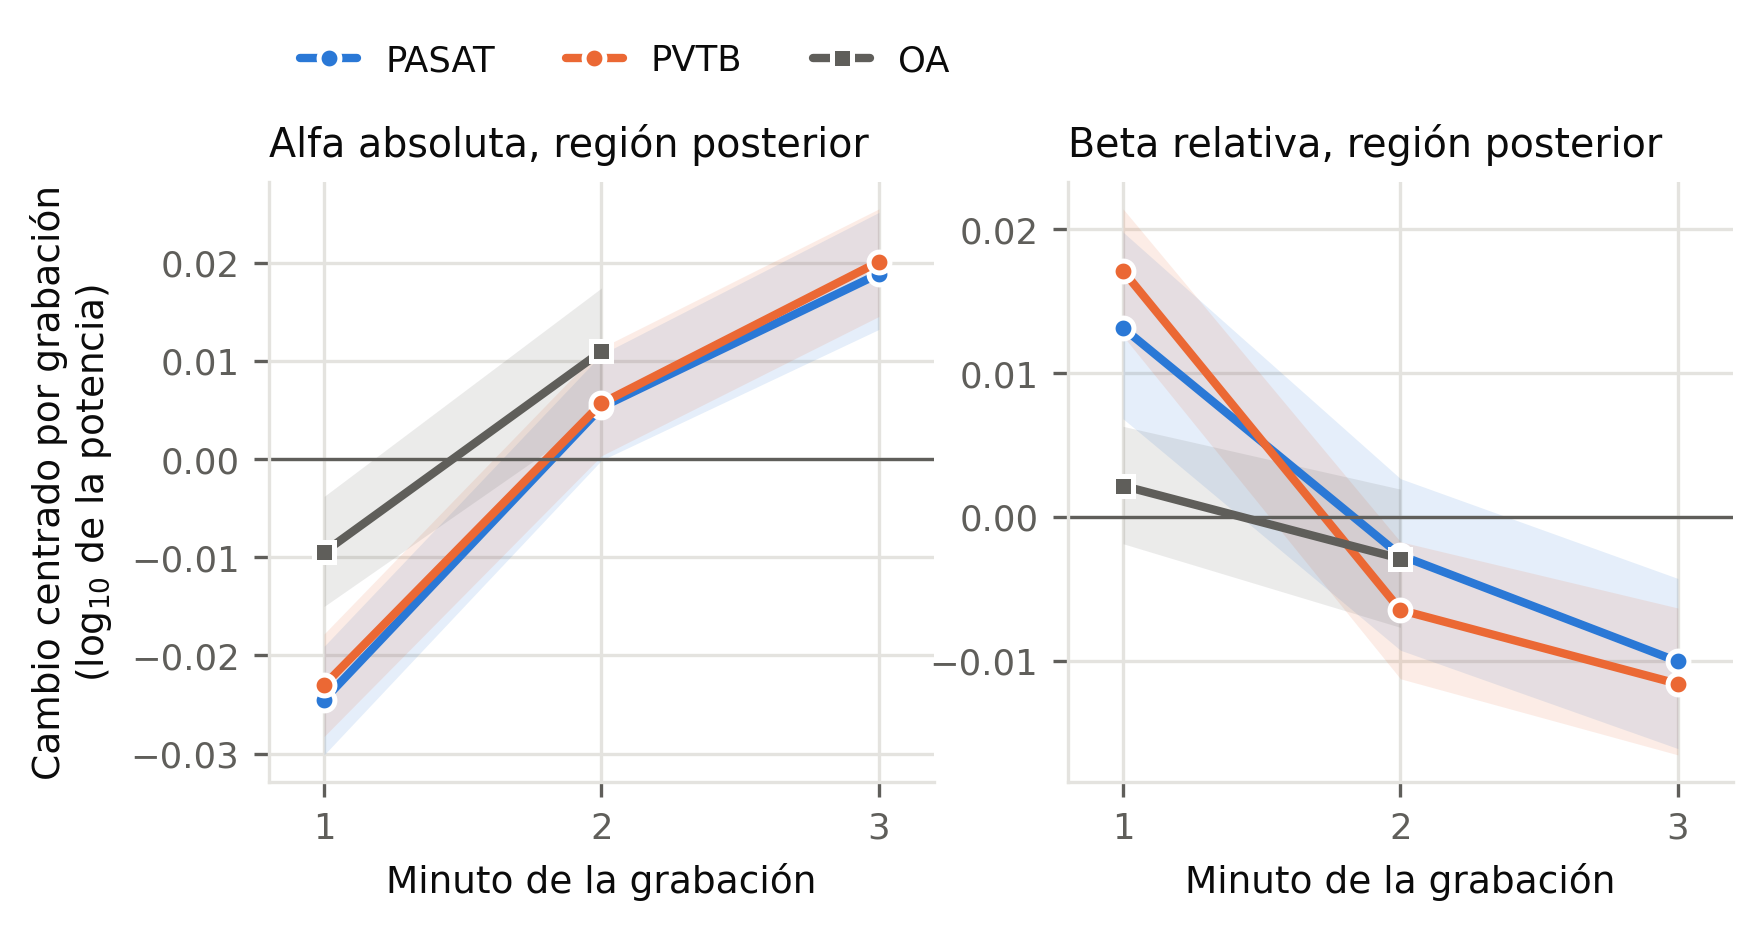 PASAT PVTB OA
Alfa absoluta, región posterior
Beta relativa, región posterior
Cambio centrado por grabación
(log10 de la potencia)
0.02
0.01
0.00
−0.01
−0.02
−0.03
1 2 3
Minuto de la grabación
0.02
0.01
0.00
−0.01
1 2 3
Minuto de la grabación